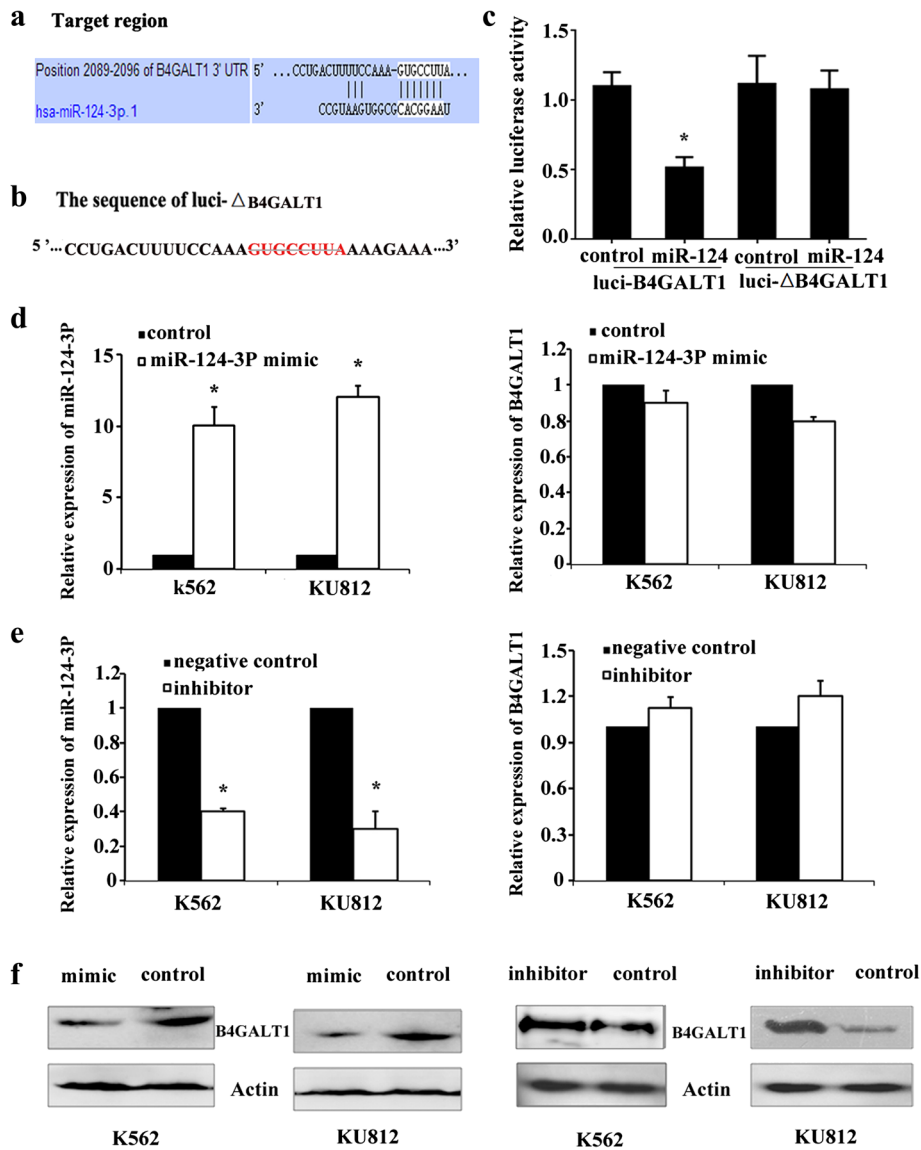 a Target region
Position 2089-2096 of B4GALT1 3' UTR 5' ...CCUGACUUUUCCAAA-GUGCCUUA...
hsa-miR-124-3p.1 3' CCGUAAGUGGCGCACGGAAU
b The sequence of luci-△B4GALT1
5 ’...CCUGACUUUUCCAAAGUGCCUUAAAAGAAA...3’
c
Relative luciferase activity
1.5
1.0
0.5
0.0
*
control miR-124 control miR-124
luci-B4GALT1 luci-△B4GALT1
d
Relative expression of miR-124-3P
control
miR-124-3P mimic
15
10
5
0
* *
k562 KU812
Relative expression of B4GALT1
control
miR-124-3P mimic
1.2
1
0.8
0.4
0.2
0
K562 KU812
e
Relative expression of miR-124-3P
negative control
inhibitor
1.2
1
0.8
0.6
0.4
0.2
0
* *
K562 KU812
Relative expression of B4GALT1
negative control
inhibitor
1.5
1.2
0.9
0.6
0.3
0
K562 KU812
f
mimic control mimic control inhibitor control inhibitor control
B4GALT1 B4GALT1
Actin Actin
K562 KU812 K562 KU812